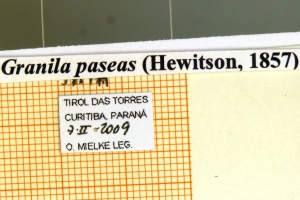 Granila paseas (Hewitson, 1857)
TIROL DAS TORRES
CURITIBA, PARANÁ
7-II-2009
O. MIELKE LEG.